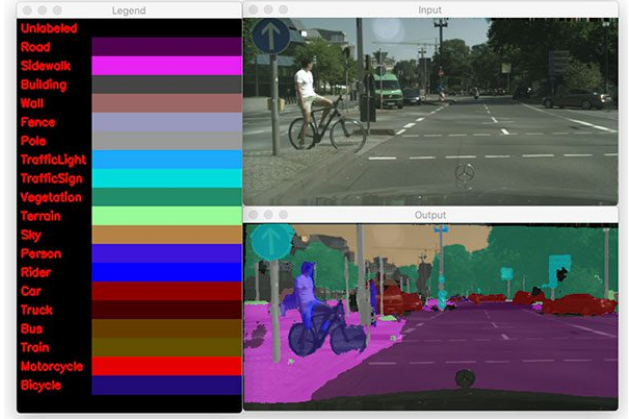 Legend
Unlabeled
Road
Sidewalk
Building
Wall
Fence
Pole
TrafficLight
TrafficSign
Vegetation
Terrain
Sky
Person
Rider
Car
Truck
Bus
Train
Motorcycle
Bicycle
Input
Output